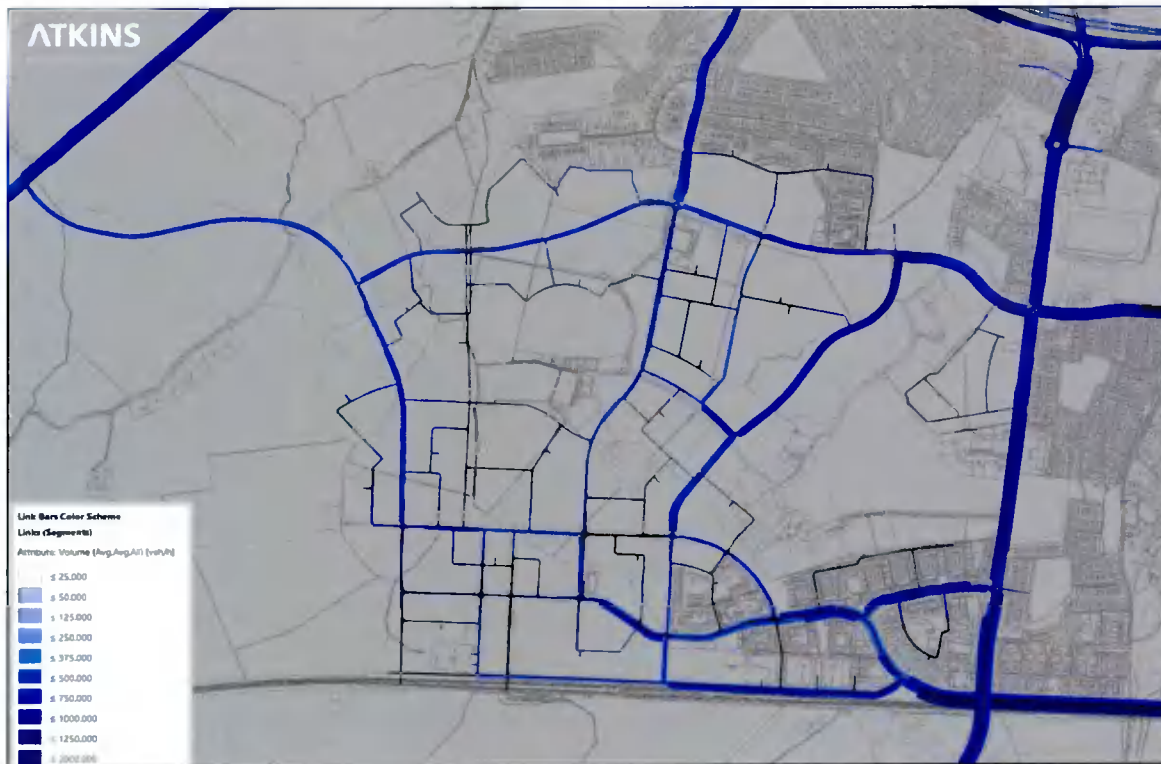 ATKINS
Link Bars Color Scheme
Links (Segments)
Attribute: Volume (Avg,Avg,All) [veh/h]
≤ 25.000
≤ 50.000
≤ 125.000
≤ 250.000
≤ 375.000
≤ 500.000
≤ 750.000
≤ 1000.000
≤ 1250.000
≤ 2000.000